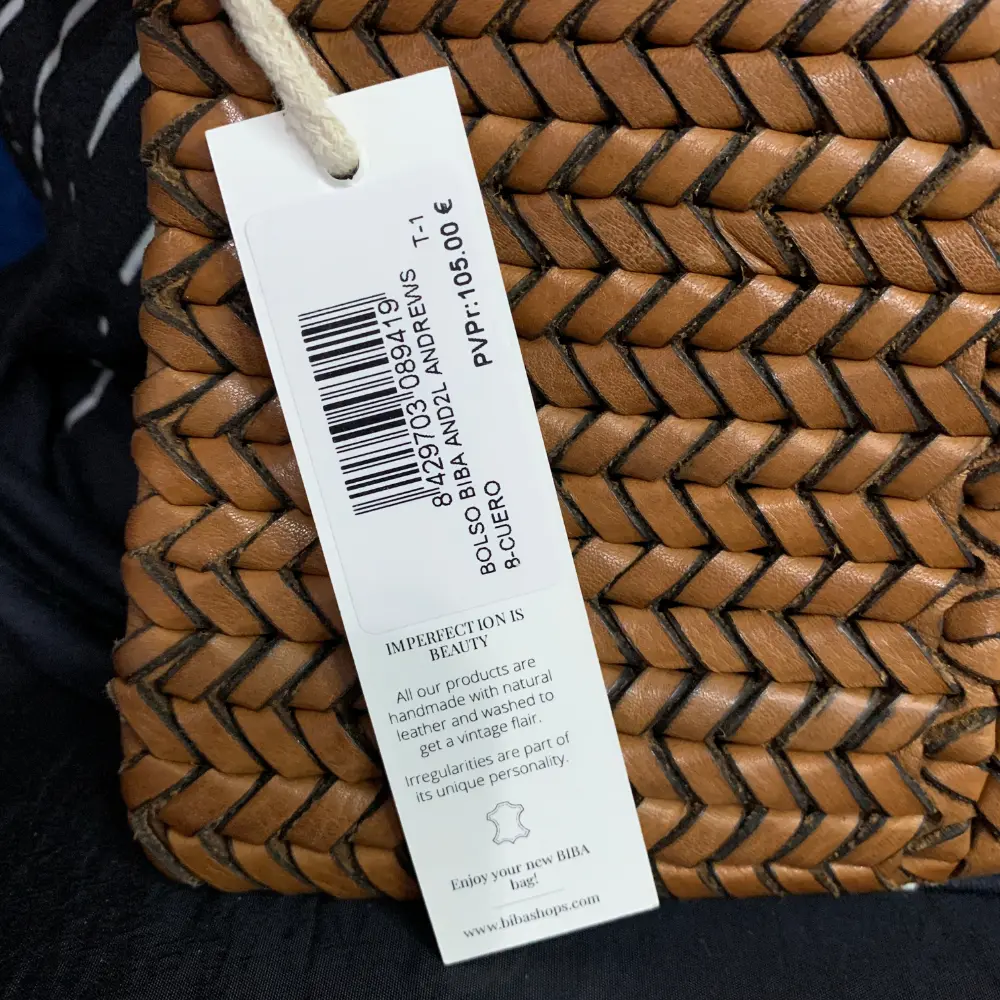 T-1
PVPr:105.00 €
8 429703 089419
BOLSO BIBA AND2L ANDREWS
8-CUERO
IMPERFECTION IS
BEAUTY
All our products are
handmade with natural
leather and washed to
get a vintage flair.
Irregularities are part of
its unique personality.
Enjoy your new BIBA
bag!
www.bibashops.com